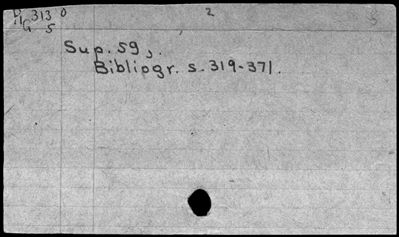 313 0 2
G 5
Sup. 59,.
Bibliogr. s. 319-371.